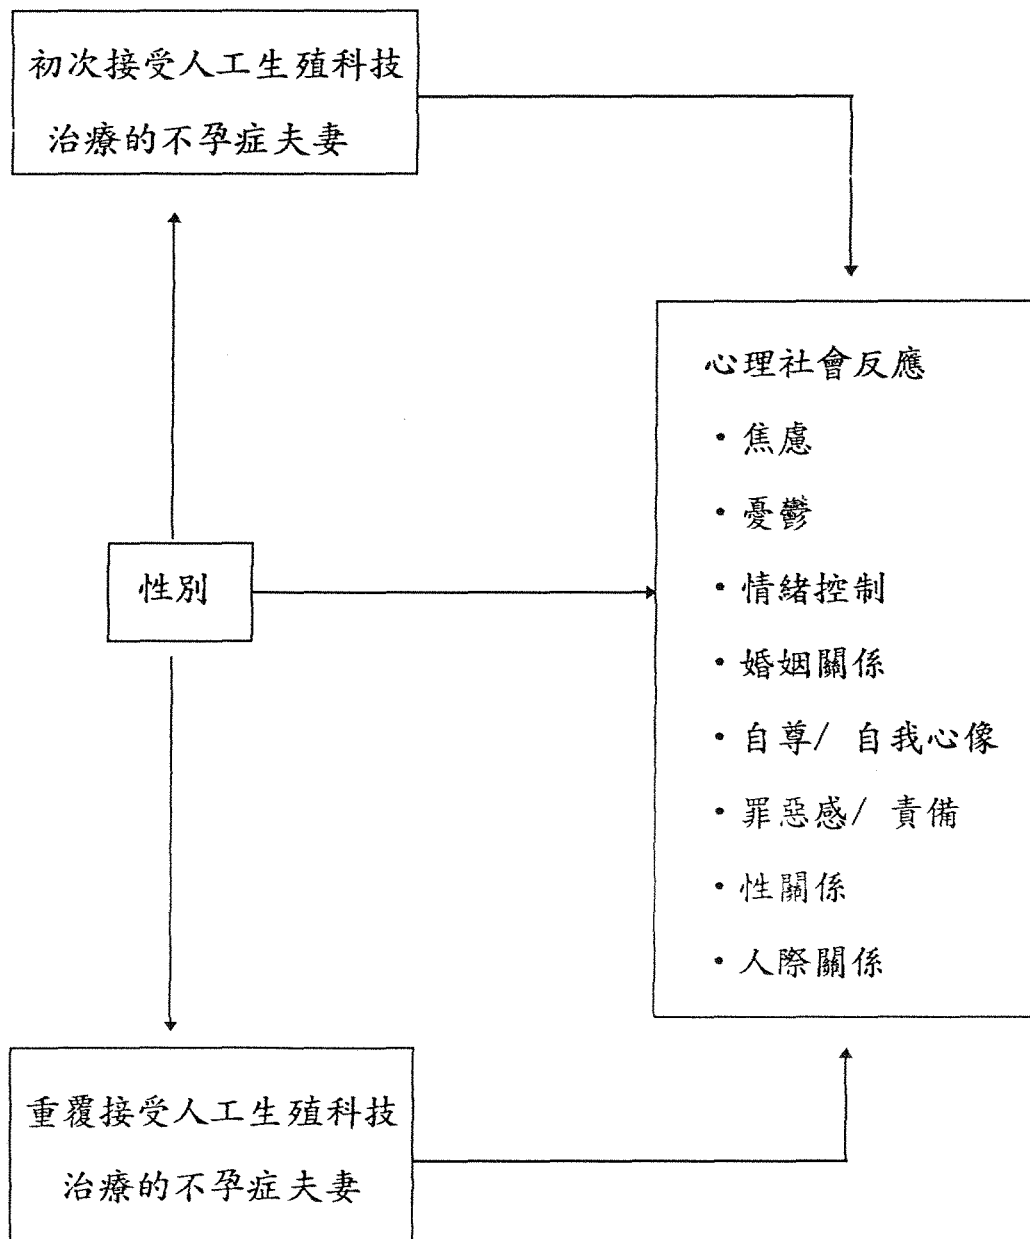 初次接受人工生殖科技
治療的不孕症夫妻
心理社會反應
・焦慮
・憂鬱
性別
・情緒控制
・婚姻關係
・自尊/ 自我心像
・罪惡感/ 責備
・性關係
・人際關係
重覆接受人工生殖科技
治療的不孕症夫妻